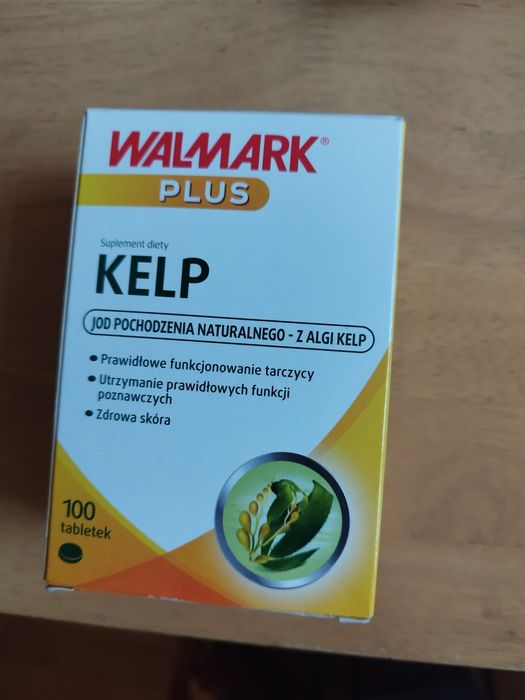 WALMARK®
PLUS
Suplement diety
KELP
JOD POCHODZENIA NATURALNEGO - Z ALGI KELP
• Prawidłowe funkcjonowanie tarczycy
• Utrzymanie prawidłowych funkcji
poznawczych
• Zdrowa skóra
100
tabletek